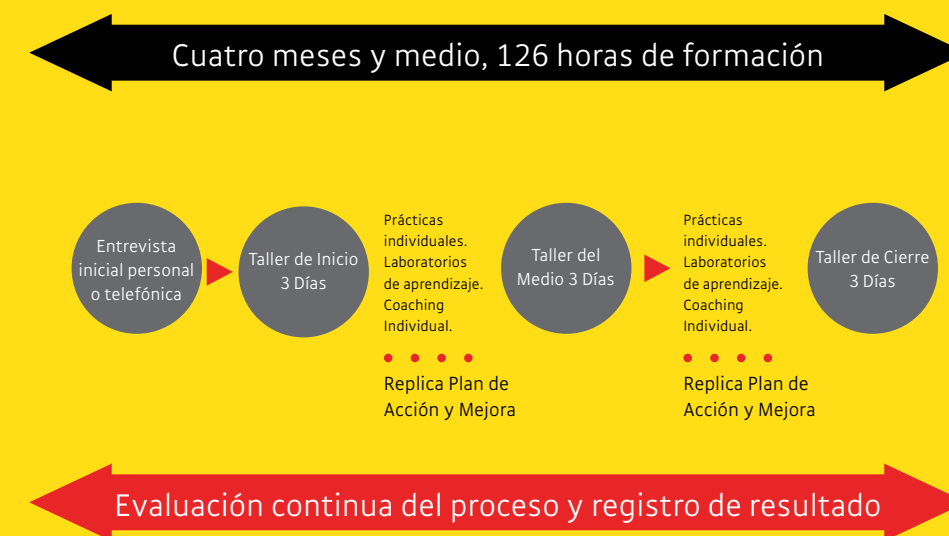 Cuatro meses y medio, 126 horas de formación
Entrevista
inicial personal
o telefónica
Taller de Inicio
3 Días
Prácticas
individuales.
Laboratorios
de aprendizaje.
Coaching
Individual.
Replica Plan de
Acción y Mejora
Taller del
Medio 3 Días
Prácticas
individuales.
Laboratorios
de aprendizaje.
Coaching
Individual.
Replica Plan de
Acción y Mejora
Taller de Cierre
3 Días
Evaluación continua del proceso y registro de resultado